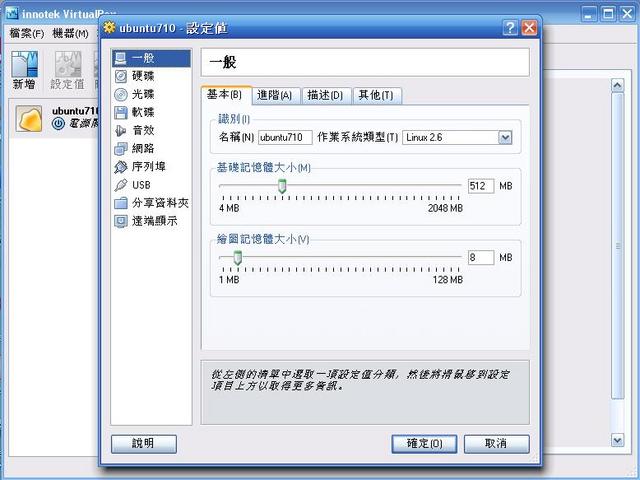 innotek VirtualBox
檔案(F) 機器(M)
新增
設定值
ubuntu710
ubuntu710 - 設定值
一般
硬碟
光碟
軟碟
音效
網路
序列埠
USB
分享資料夾
遠端顯示
一般
基本(B) 進階(A) 描述(D) 其他(T)
識別(I)
名稱(N) ubuntu710 作業系統類型(T) Linux 2.6
基礎記憶體大小(M)
512 MB
4 MB 2048 MB
繪圖記憶體大小(V)
8 MB
1 MB 128 MB
從左側的清單中選取一項設定值分類，然後將滑鼠移到設定
項目上方以取得更多資訊。
說明 確定(O) 取消